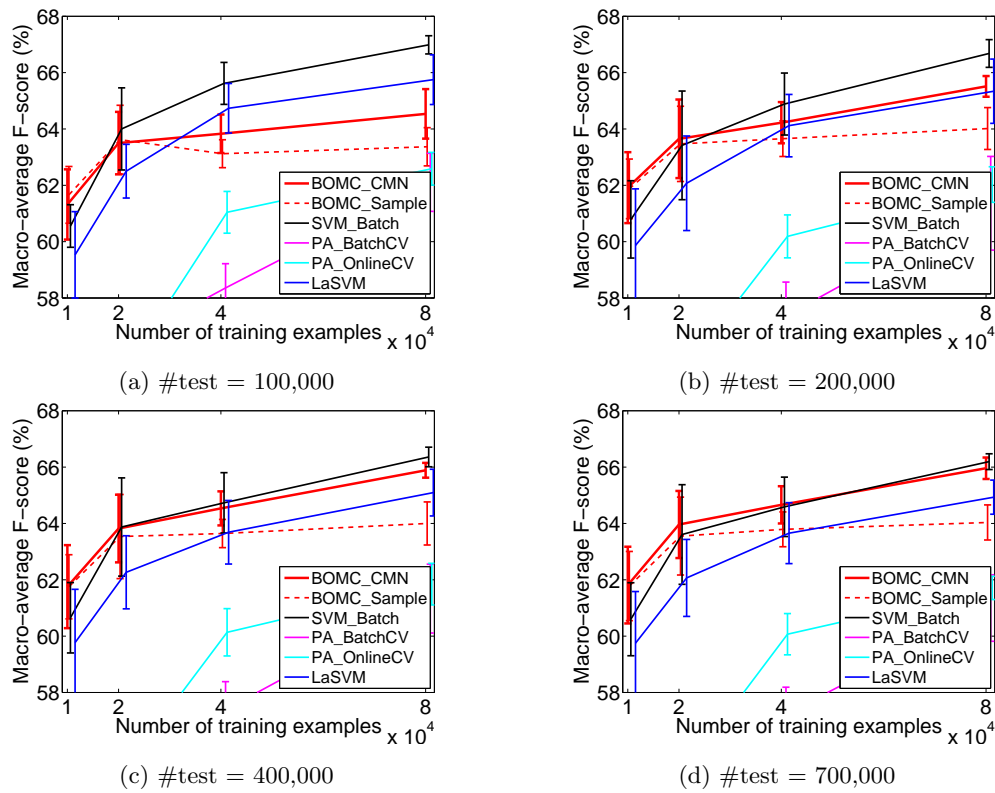 68
66
64
62
60
58
Macro-average F-score (%)
BOMC_CMN
BOMC_Sample
SVM_Batch
PA_BatchCV
PA_OnlineCV
LaSVM
1 2 4 8
Number of training examples
x 10^4
(a) #test = 100,000
68
66
64
62
60
58
Macro-average F-score (%)
BOMC_CMN
BOMC_Sample
SVM_Batch
PA_BatchCV
PA_OnlineCV
LaSVM
1 2 4 8
Number of training examples
x 10^4
(b) #test = 200,000
68
66
64
62
60
58
Macro-average F-score (%)
BOMC_CMN
BOMC_Sample
SVM_Batch
PA_BatchCV
PA_OnlineCV
LaSVM
1 2 4 8
Number of training examples
x 10^4
(c) #test = 400,000
68
66
64
62
60
58
Macro-average F-score (%)
BOMC_CMN
BOMC_Sample
SVM_Batch
PA_BatchCV
PA_OnlineCV
LaSVM
1 2 4 8
Number of training examples
x 10^4
(d) #test = 700,000